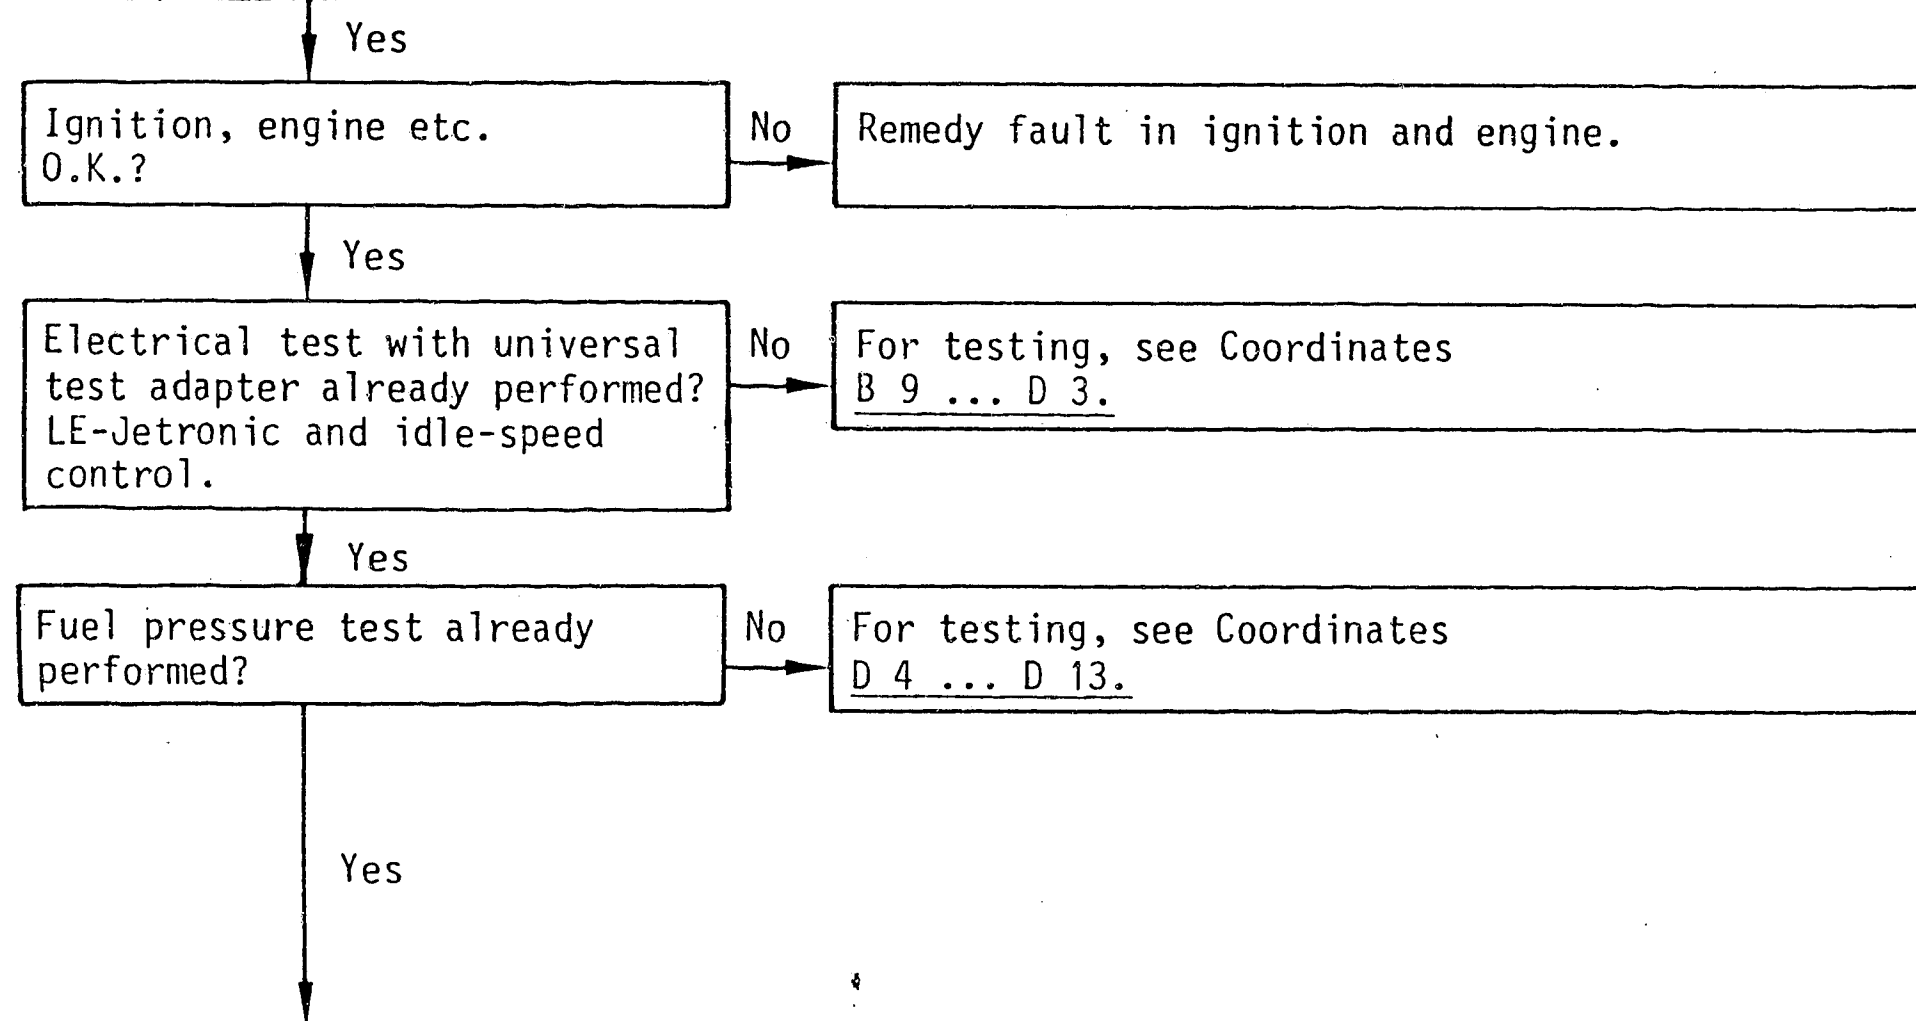 Yes
Ignition, engine etc.
O.K.?
No
Remedy fault in ignition and engine.
Yes
Electrical test with universal
test adapter already performed?
LE-Jetronic and idle-speed
control.
No
For testing, see Coordinates
B 9 ... D 3.
Yes
Fuel pressure test already
performed?
No
For testing, see Coordinates
D 4 ... D 13.
Yes